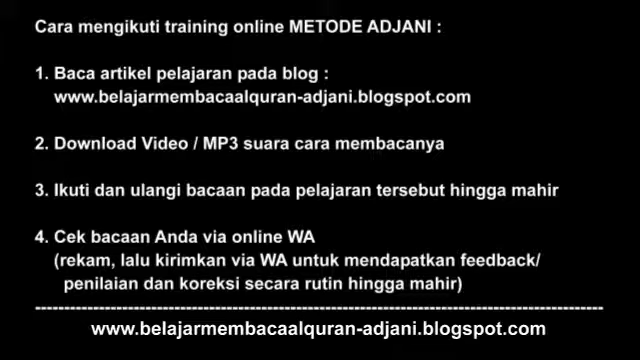 Cara mengikuti training online METODE ADJANI :
1. Baca artikel pelajaran pada blog :
www.belajarmembacaalquran-adjani.blogspot.com
2. Download Video / MP3 suara cara membacanya
3. Ikuti dan ulangi bacaan pada pelajaran tersebut hingga mahir
4. Cek bacaan Anda via online WA
(rekam, lalu kirimkan via WA untuk mendapatkan feedback/
penilaian dan koreksi secara rutin hingga mahir)
www.belajarmembacaalquran-adjani.blogspot.com